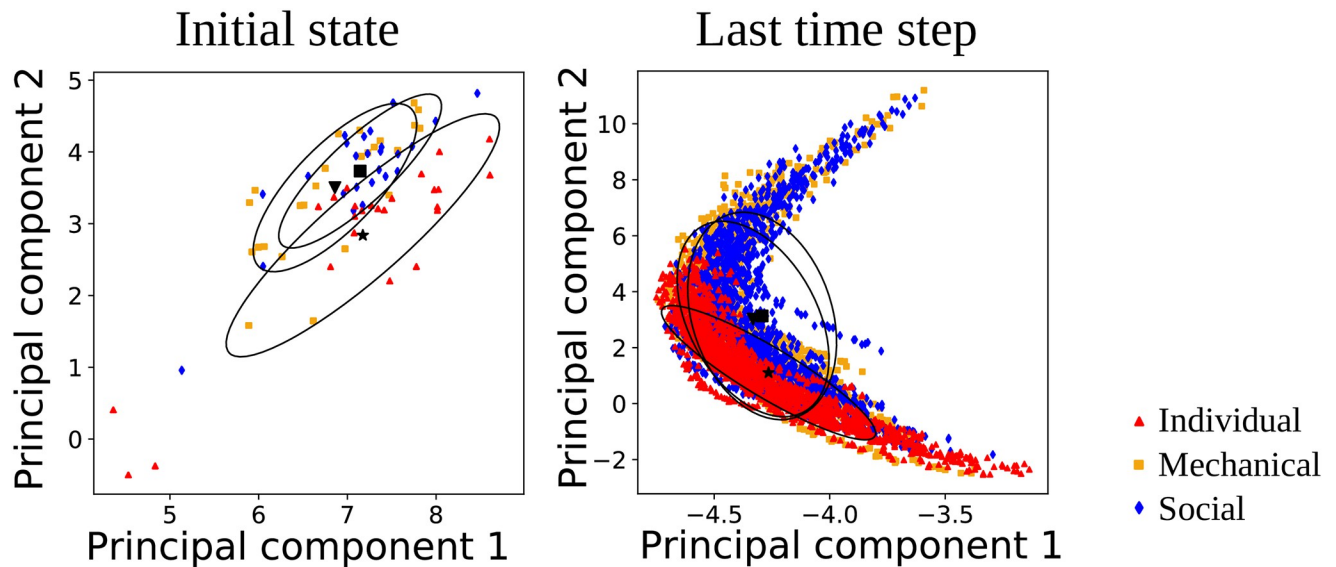 Initial state
Last time step
Principal component 2
5
4
3
2
1
0
5 6 7 8
Principal component 1
Principal component 2
10
8
6
4
2
0
−2
−4.5 −4.0 −3.5
Principal component 1
Individual
Mechanical
Social